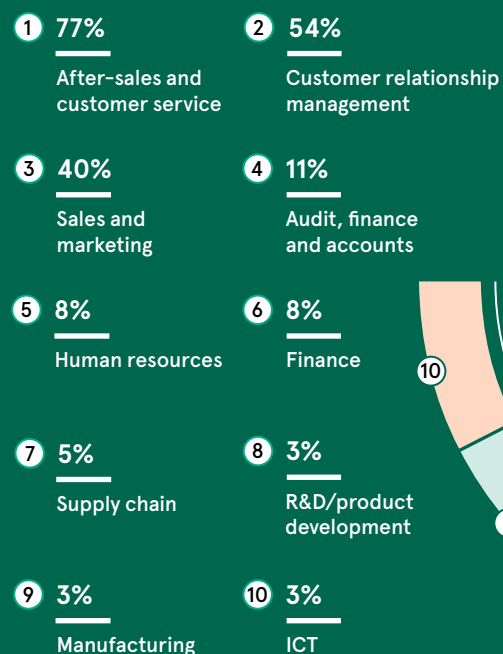 1 77%
After-sales and
customer service
2 54%
Customer relationship
management
3 40%
Sales and
marketing
4 11%
Audit, finance
and accounts
5 8%
Human resources
6 8%
Finance
10
7 5%
Supply chain
8 3%
R&D/product
development
9 3%
Manufacturing
10 3%
ICT